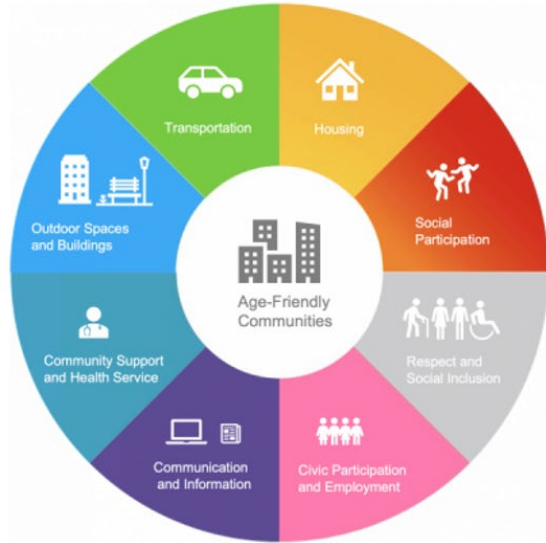 Transportation
Housing
Social
Participation
Respect and
Social Inclusion
Civic Participation
and Employment
Communication
and Information
Community Support
and Health Service
Outdoor Spaces
and Buildings
Age-Friendly
Communities